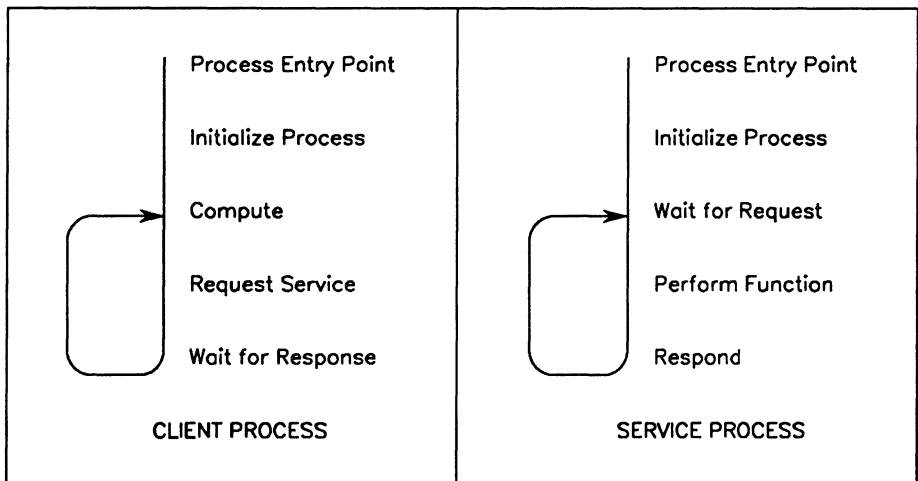 Process Entry Point
Initialize Process
Compute
Request Service
Wait for Response
CLIENT PROCESS
Process Entry Point
Initialize Process
Wait for Request
Perform Function
Respond
SERVICE PROCESS